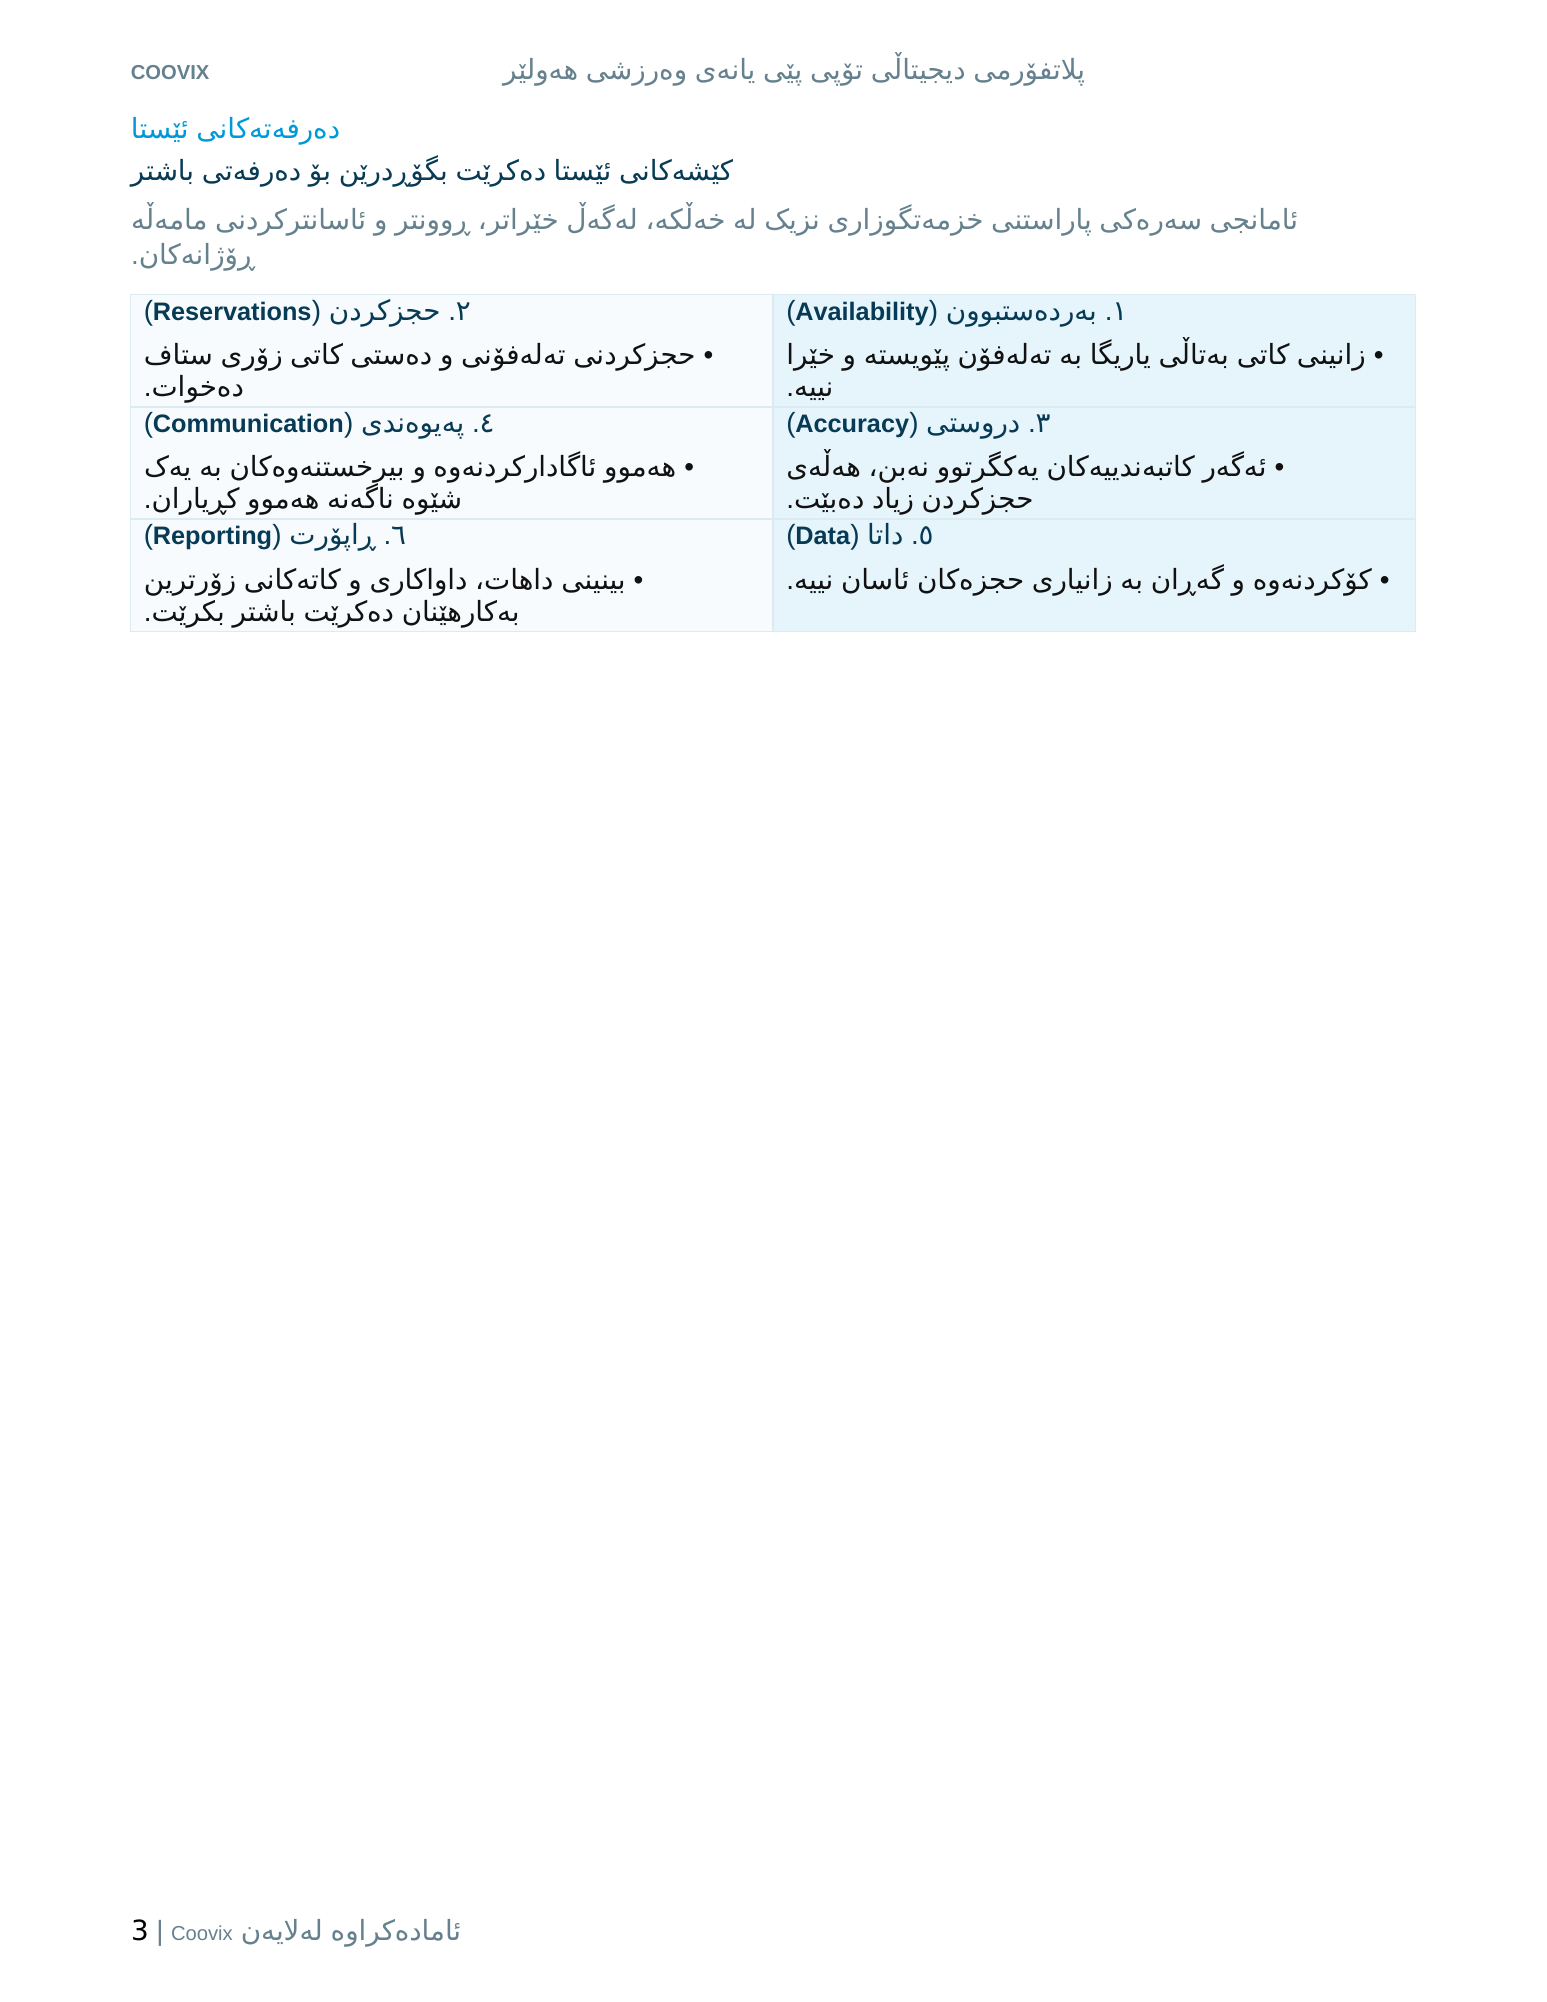 پلاتفۆرمی دیجیتاڵی تۆپی پێی یانەی وەرزشی هەولێر
COOVIX
دەرفەتەکانی ئێستا
کێشەکانی ئێستا دەکرێت بگۆڕدرێن بۆ دەرفەتی باشتر
ئامانجی سەرەکی پاراستنی خزمەتگوزاری نزیک لە خەڵکە، لەگەڵ خێراتر، ڕوونتر و ئاسانترکردنی مامەڵە
ڕۆژانەکان.
١. بەردەستبوون (Availability)
• زانینی کاتی بەتاڵی یاریگا بە تەلەفۆن پێویستە و خێرا
نییە.
٢. حجزکردن (Reservations)
• حجزکردنی تەلەفۆنی و دەستی کاتی زۆری ستاف
دەخوات.
٣. دروستی (Accuracy)
• ئەگەر کاتبەندییەکان یەکگرتوو نەبن، هەڵەی
حجزکردن زیاد دەبێت.
٤. پەیوەندی (Communication)
• هەموو ئاگادارکردنەوە و بیرخستنەوەکان بە یەک
شێوە ناگەنە هەموو کڕیاران.
٥. داتا (Data)
• کۆکردنەوە و گەڕان بە زانیاری حجزەکان ئاسان نییە.
٦. ڕاپۆرت (Reporting)
• بینینی داهات، داواکاری و کاتەکانی زۆرترین
بەکارهێنان دەکرێت باشتر بکرێت.
ئامادەکراوە لەلایەن Coovix | 3